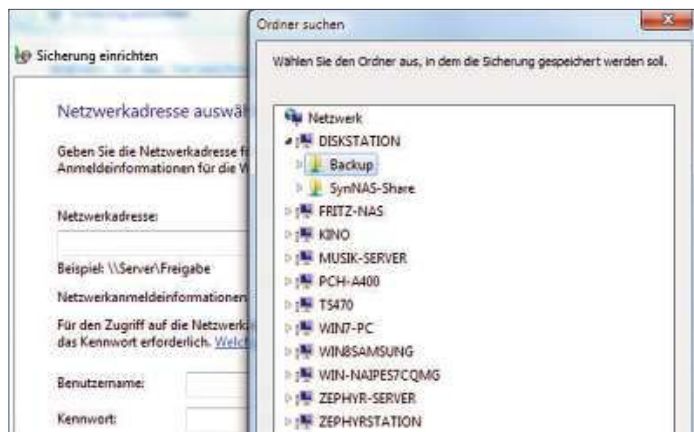 Sicherung einrichten
Netzwerkadresse auswä
Geben Sie die Netzwerkadresse
Anmeldeinformationen für die W
Netzwerkadresse:
Beispiel: \\Server\Freigabe
Netzwerkanmeldeinformationen
Für den Zugriff auf die Netzwerk
das Kennwort erforderlich. Welch
Benutzername:
Kennwort:
Ordner suchen
Wählen Sie den Ordner aus, in dem die Sicherung gespeichert werden soll.
Netzwerk
DISKSTATION
Backup
SynNAS-Share
FRITZ-NAS
KINO
MUSIK-SERVER
PCH-A400
TS470
WIN7-PC
WIN8SAMSUNG
WIN-NAIPES7CQMG
ZEPHYR-SERVER
ZEPHYRSTATION